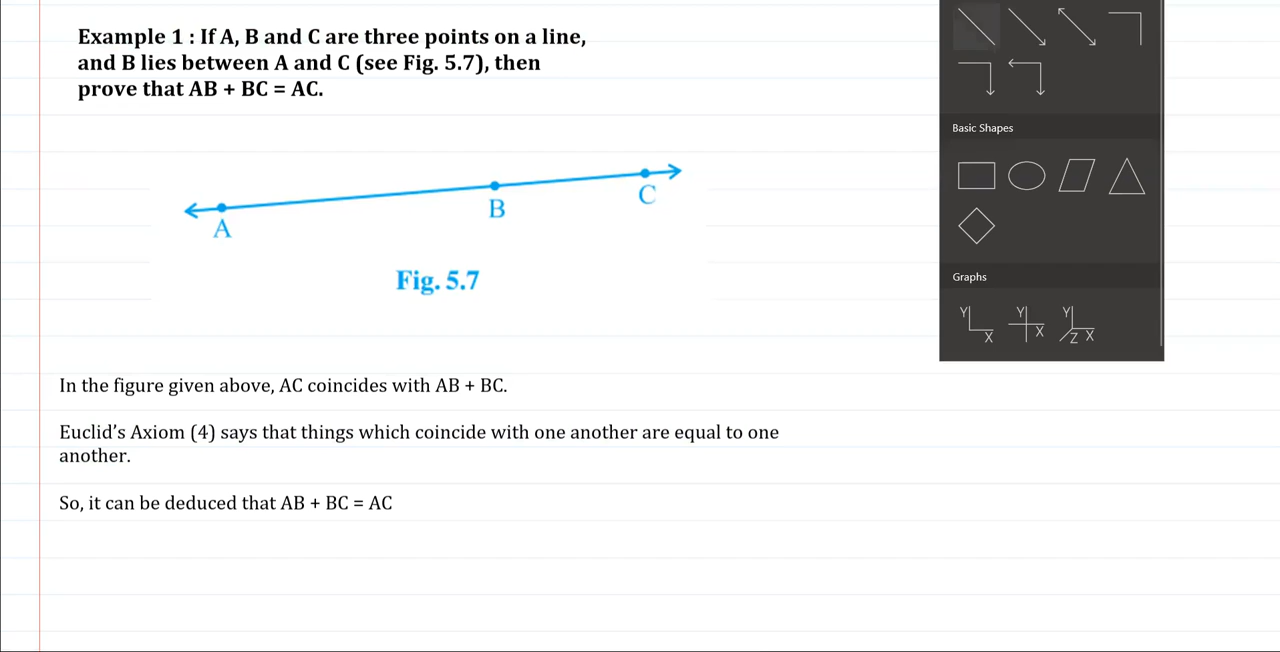 Example 1 : If A, B and C are three points on a line,
and B lies between A and C (see Fig. 5.7), then
prove that AB + BC = AC.
A
B
C
Fig. 5.7
In the figure given above, AC coincides with AB + BC.
Euclid’s Axiom (4) says that things which coincide with one another are equal to one
another.
So, it can be deduced that AB + BC = AC
Basic Shapes
Graphs
Y X
Y X
Y Z X